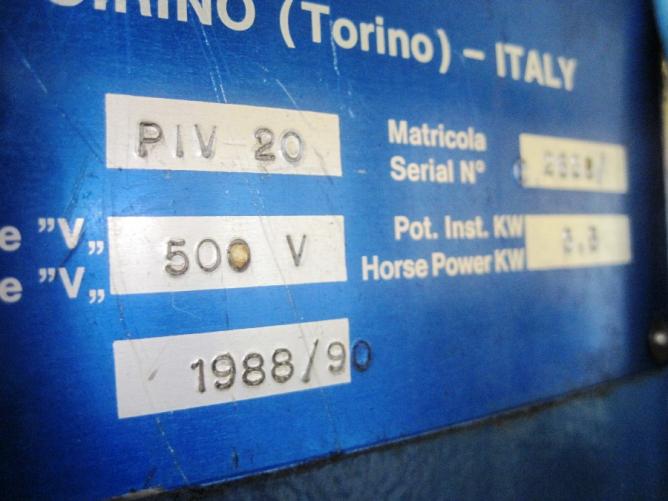 (Torino) - ITALY
PIV 20
Matricola
Serial N°
e "V„
500 V
Pot. Inst. KW
e "V„
Horse Power KW
1988/90